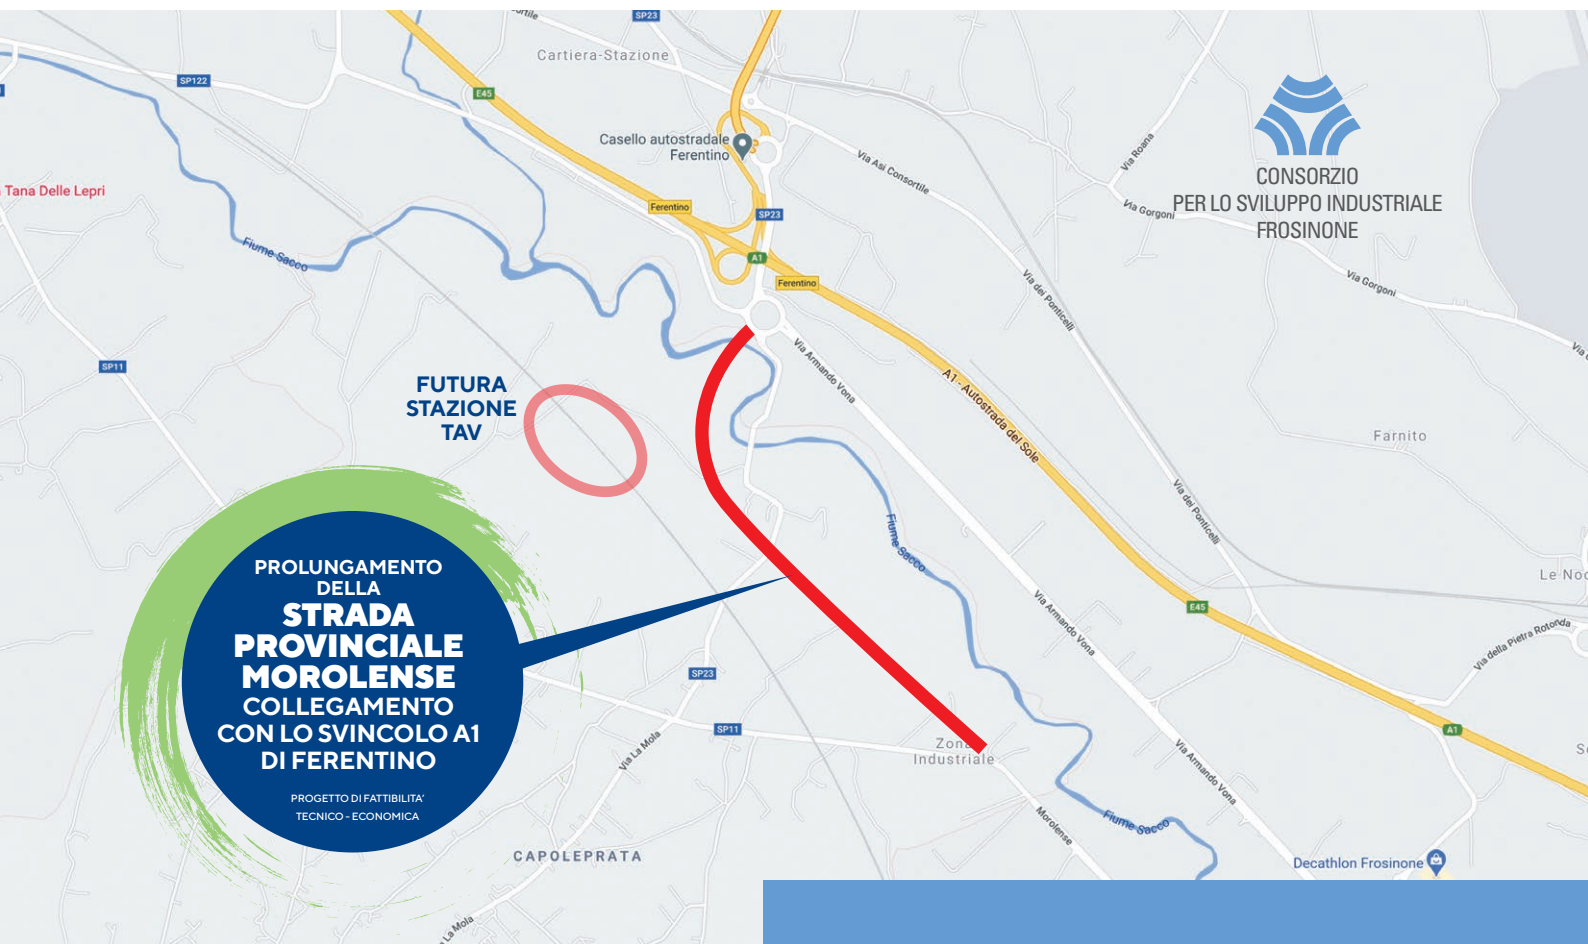 SP23
Cartiera-Stazione
SP122
E45
Casello autostradale
Ferentino
Via Asi Consortile
Via Roana
CONSORZIO
PER LO SVILUPPO INDUSTRIALE
FROSINONE
Tana Delle Lepri
Ferentino
SP23
Via Gorgoni
Fiume Sacco
A1
Ferentino
Via dei Ponticelli
Via Gorgoni
SP11
Via Armando Vona
FUTURA
STAZIONE
TAV
A1 - Autostrada del Sole
Farnito
Via dei Ponticelli
Fiume Sacco
PROLUNGAMENTO
DELLA
STRADA
PROVINCIALE
MOROLENSE
COLLEGAMENTO
CON LO SVINCOLO A1
DI FERENTINO
PROGETTO DI FATTIBILITA'
TECNICO - ECONOMICA
Via Armando Vona
E45
Via della Pietra Rotonda
SP23
SP11
Via La Mola
Industriale
A1
Via Armando Vona
Morolense
Fiume Sacco
CAPOLEPRATA
Decathlon Frosinone
La Mola